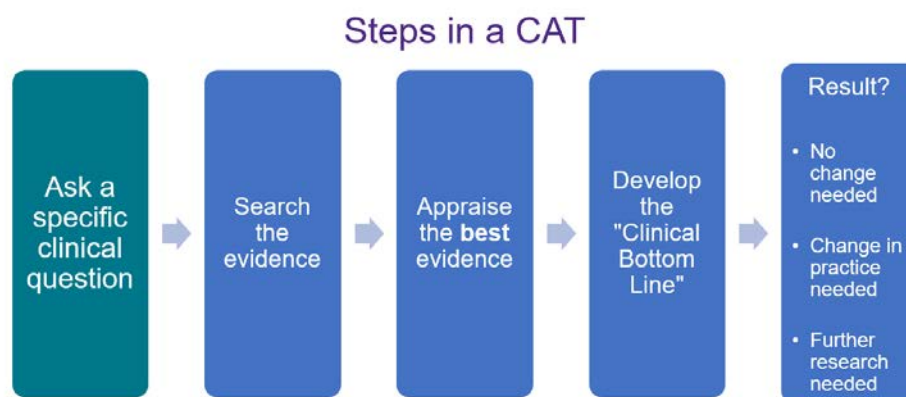 Steps in a CAT
Ask a
specific
clinical
question
Search
the
evidence
Appraise
the best
evidence
Develop
the
"Clinical
Bottom
Line"
Result?
• No
change
needed
• Change in
practice
needed
• Further
research
needed